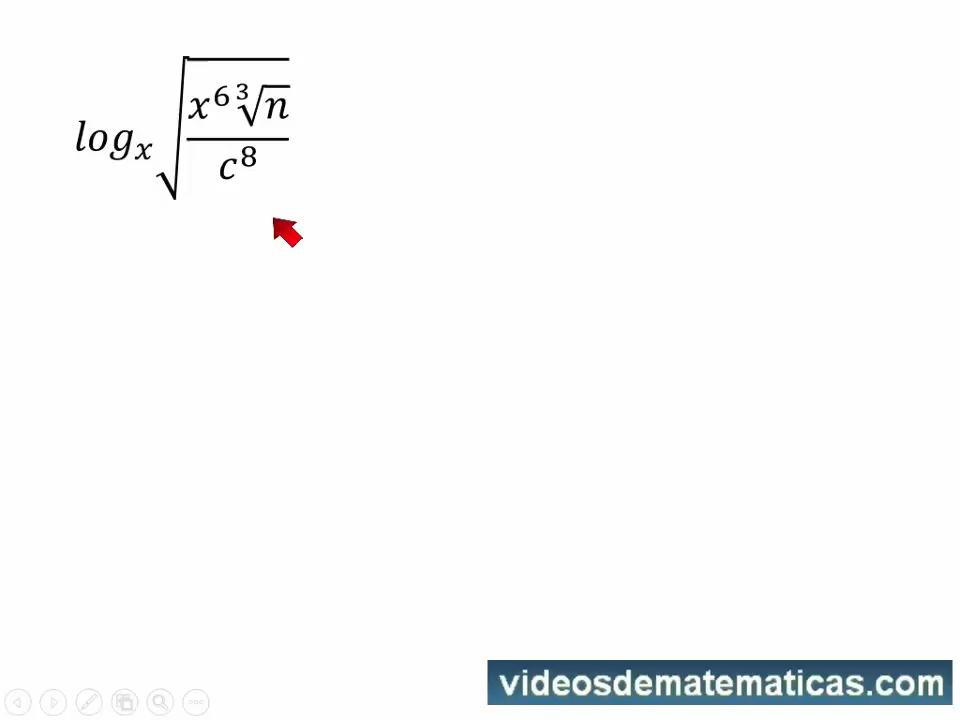 log_x √(x⁶ ∛n / c⁸)
videosdematematicas.com